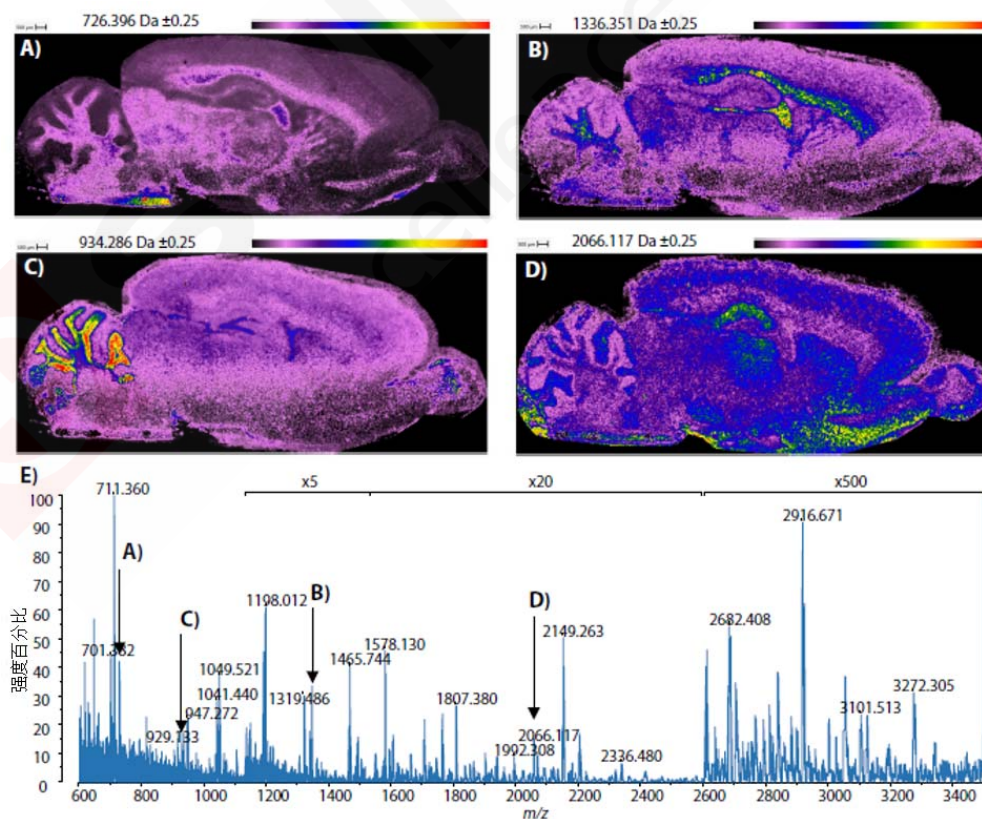 726.396 Da ±0.25
1336.351 Da ±0.25
A)
B)
934.286 Da ±0.25
2066.117 Da ±0.25
C)
D)
E)
x5
x20
x500
强度百分比
100
90
80
70
60
50
40
30
20
10
0
711.360
A)
701.362
C)
929.133
947.272
1041.440
1049.521
1198.012
B)
1319.486
1465.744
1578.130
1807.380
D)
1992.308
2066.117
2149.263
2336.480
2682.408
2916.671
3101.513
3272.305
600 800 1000 1200 1400 1600 1800 2000 2200 2400 2600 2800 3000 3200 3400
m/z